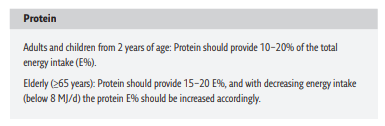 Protein
Adults and children from 2 years of age: Protein should provide 10–20% of the total
energy intake (E%).
Elderly (≥65 years): Protein should provide 15–20 E%, and with decreasing energy intake
(below 8 MJ/d) the protein E% should be increased accordingly.